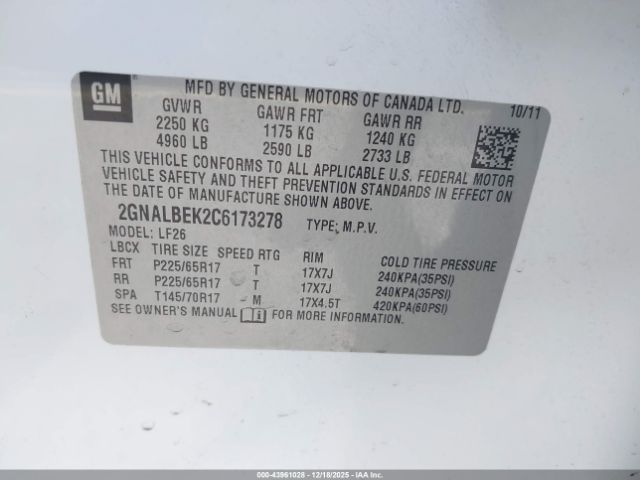 GM
MFD BY GENERAL MOTORS OF CANADA LTD. 10/11
GVWR GAWR FRT GAWR RR
2250 KG 1175 KG 1240 KG
4960 LB 2590 LB 2733 LB
THIS VEHICLE CONFORMS TO ALL APPLICABLE U.S. FEDERAL MOTOR
VEHICLE SAFETY AND THEFT PREVENTION STANDARDS IN EFFECT ON
THE DATE OF MANUFACTURE SHOWN ABOVE.
2GNALBEK2C6173278 TYPE: M.P.V.
MODEL: LF26
LBCX TIRE SIZE SPEED RTG RIM COLD TIRE PRESSURE
FRT P225/65R17 T 17X7J 240KPA(35PSI)
RR P225/65R17 T 17X7J 240KPA(35PSI)
SPA T145/70R17 M 17X4.5T 420KPA(60PSI)
SEE OWNER'S MANUAL FOR MORE INFORMATION.
000-43961028 - 12/18/2025 - IAAI.COM